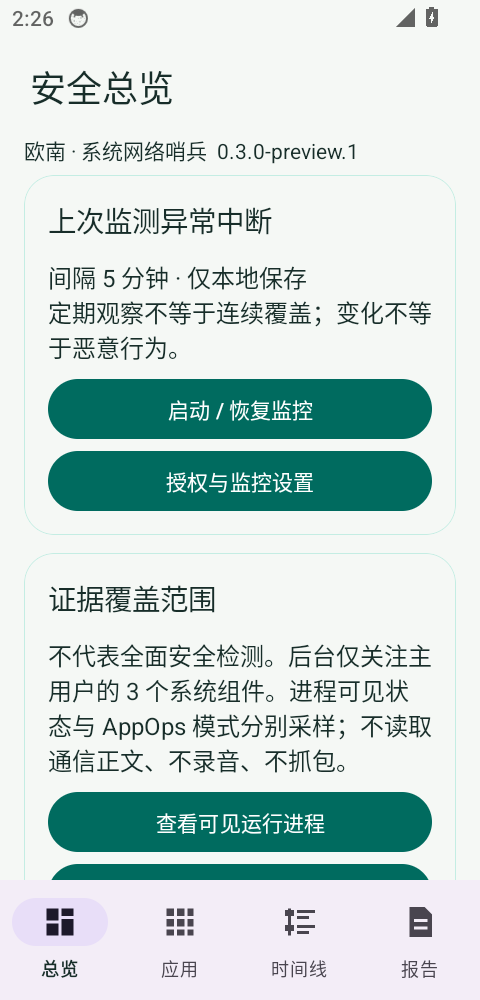 2:26
安全总览
欧南 · 系统网络哨兵 0.3.0-preview.1
上次监测异常中断
间隔 5 分钟 · 仅本地保存
定期观察不等于连续覆盖；变化不等
于恶意行为。
启动 / 恢复监控
授权与监控设置
证据覆盖范围
不代表全面安全检测。后台仅关注主
用户的 3 个系统组件。进程可见状
态与 AppOps 模式分别采样；不读取
通信正文、不录音、不抓包。
查看可见运行进程
总览
应用
时间线
报告